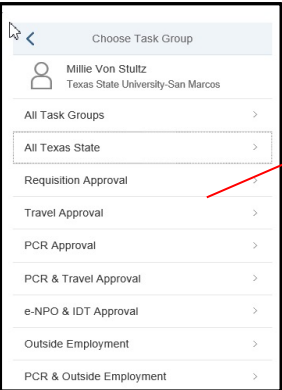 Choose Task Group
Millie Von Stultz
Texas State University-San Marcos
All Task Groups
All Texas State
Requisition Approval
Travel Approval
PCR Approval
PCR & Travel Approval
e-NPO & IDT Approval
Outside Employment
PCR & Outside Employment